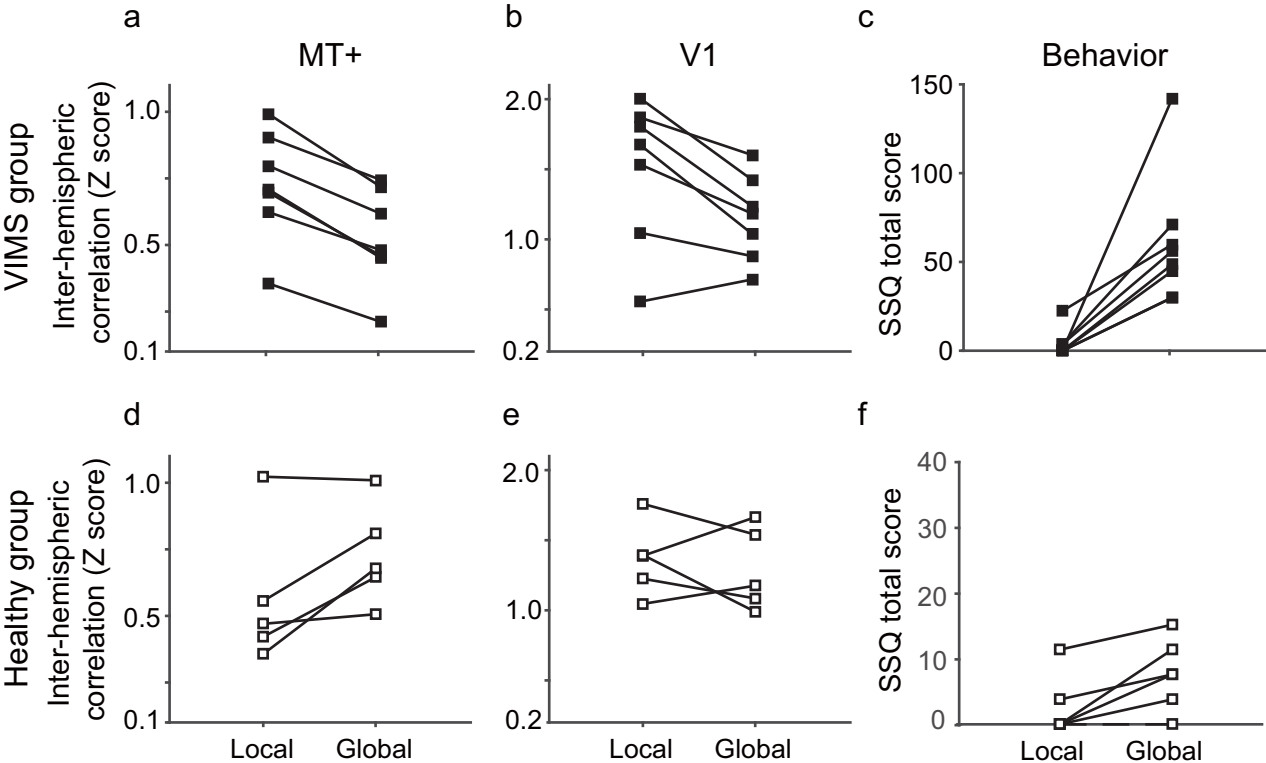 a
MT+
VIMS group
Inter-hemispheric
correlation (Z score)
1.0
0.5
0.1
b
V1
2.0
1.0
0.2
c
Behavior
SSQ total score
150
100
50
0
d
Healthy group
Inter-hemispheric
correlation (Z score)
1.0
0.5
0.1
Local Global
e
2.0
1.0
0.2
Local Global
f
SSQ total score
40
30
20
10
0
Local Global